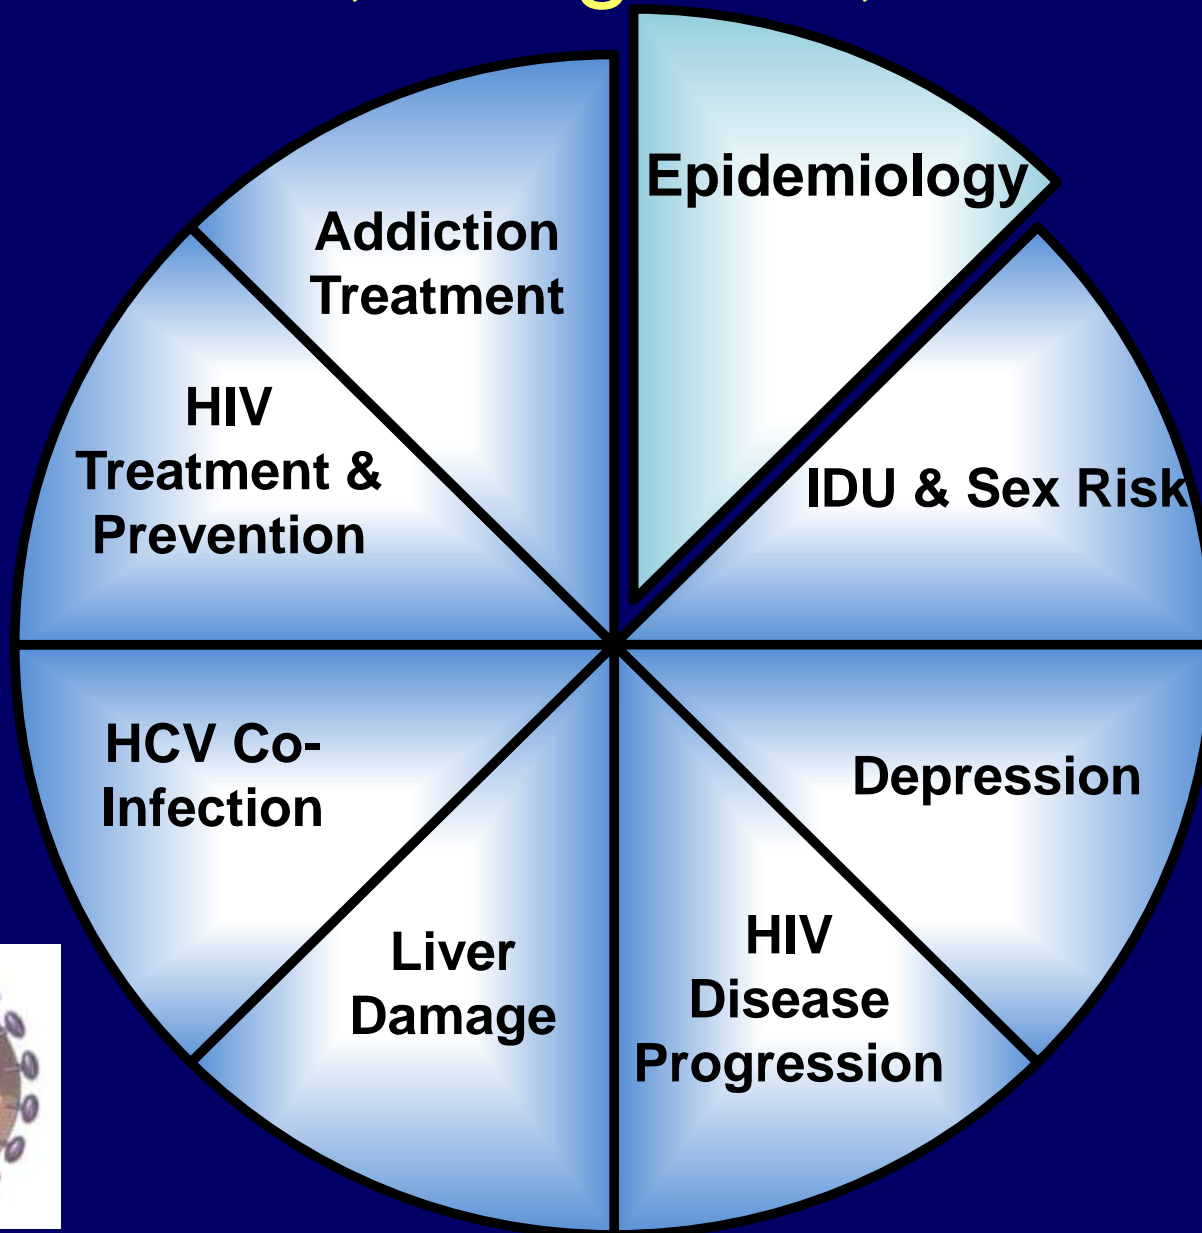 Epidemiology
Addiction
Treatment
HIV
Treatment &
Prevention
IDU & Sex Risk
HCV Co-
Infection
Depression
Liver
Damage
HIV
Disease
Progression